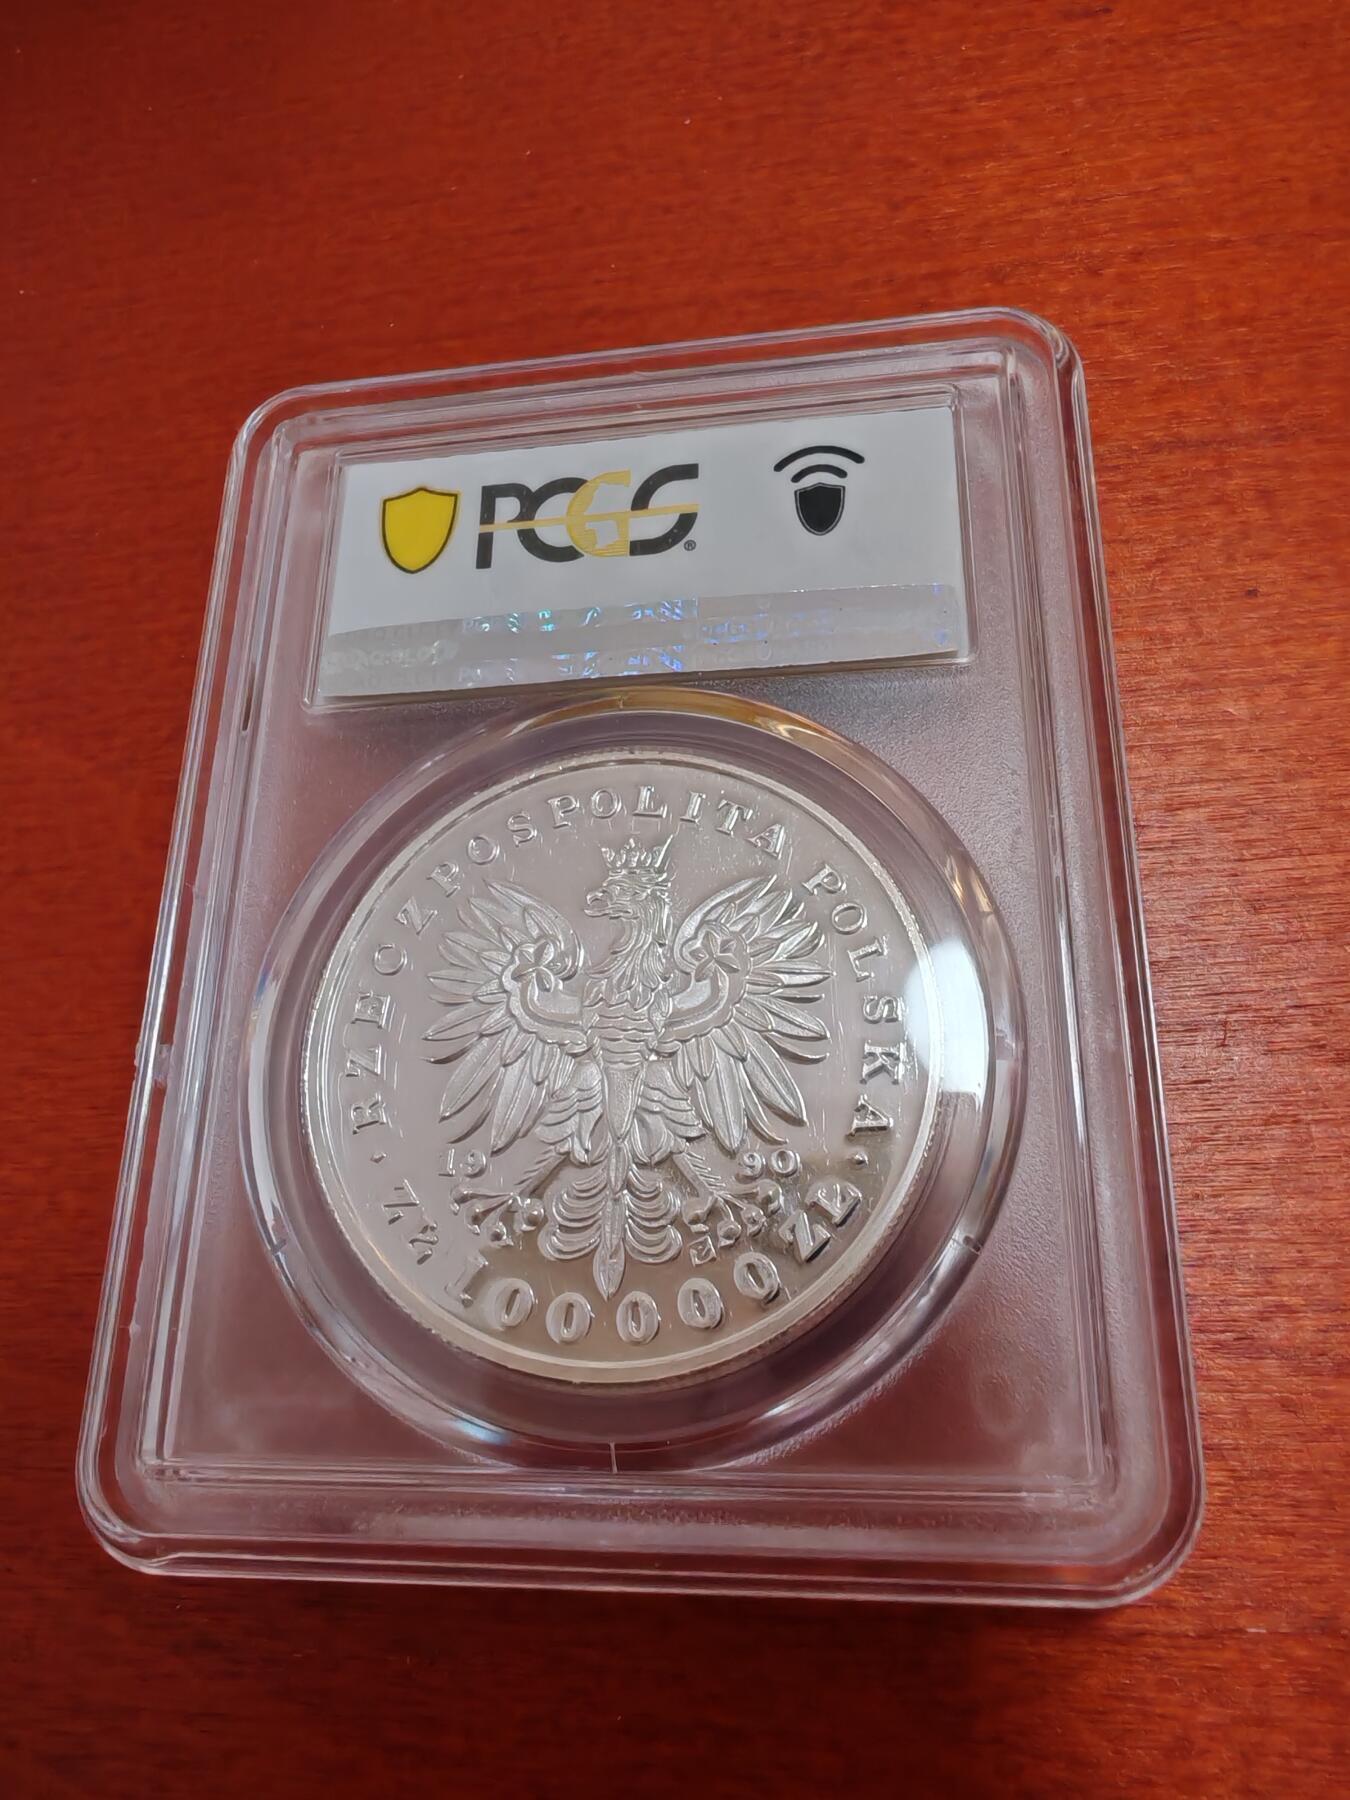 PCGS®
· RZECZPOSPOLITA POLSKA ·
19 90
ZŁ 100000 ZŁ